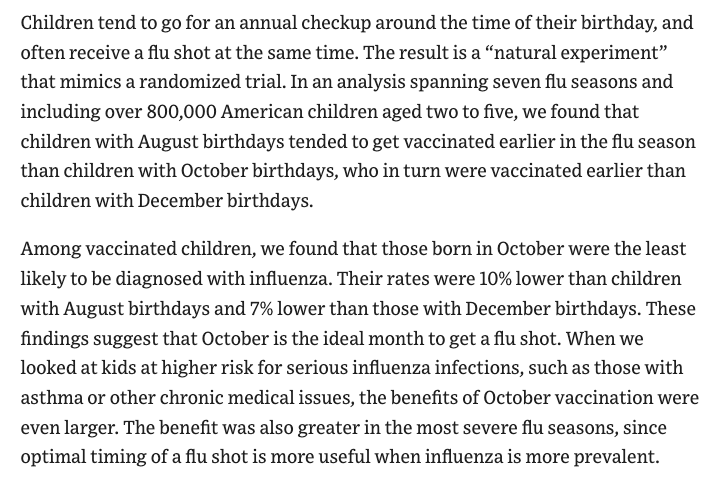 Children tend to go for an annual checkup around the time of their birthday, and
often receive a flu shot at the same time. The result is a “natural experiment”
that mimics a randomized trial. In an analysis spanning seven flu seasons and
including over 800,000 American children aged two to five, we found that
children with August birthdays tended to get vaccinated earlier in the flu season
than children with October birthdays, who in turn were vaccinated earlier than
children with December birthdays.
Among vaccinated children, we found that those born in October were the least
likely to be diagnosed with influenza. Their rates were 10% lower than children
with August birthdays and 7% lower than those with December birthdays. These
findings suggest that October is the ideal month to get a flu shot. When we
looked at kids at higher risk for serious influenza infections, such as those with
asthma or other chronic medical issues, the benefits of October vaccination were
even larger. The benefit was also greater in the most severe flu seasons, since
optimal timing of a flu shot is more useful when influenza is more prevalent.